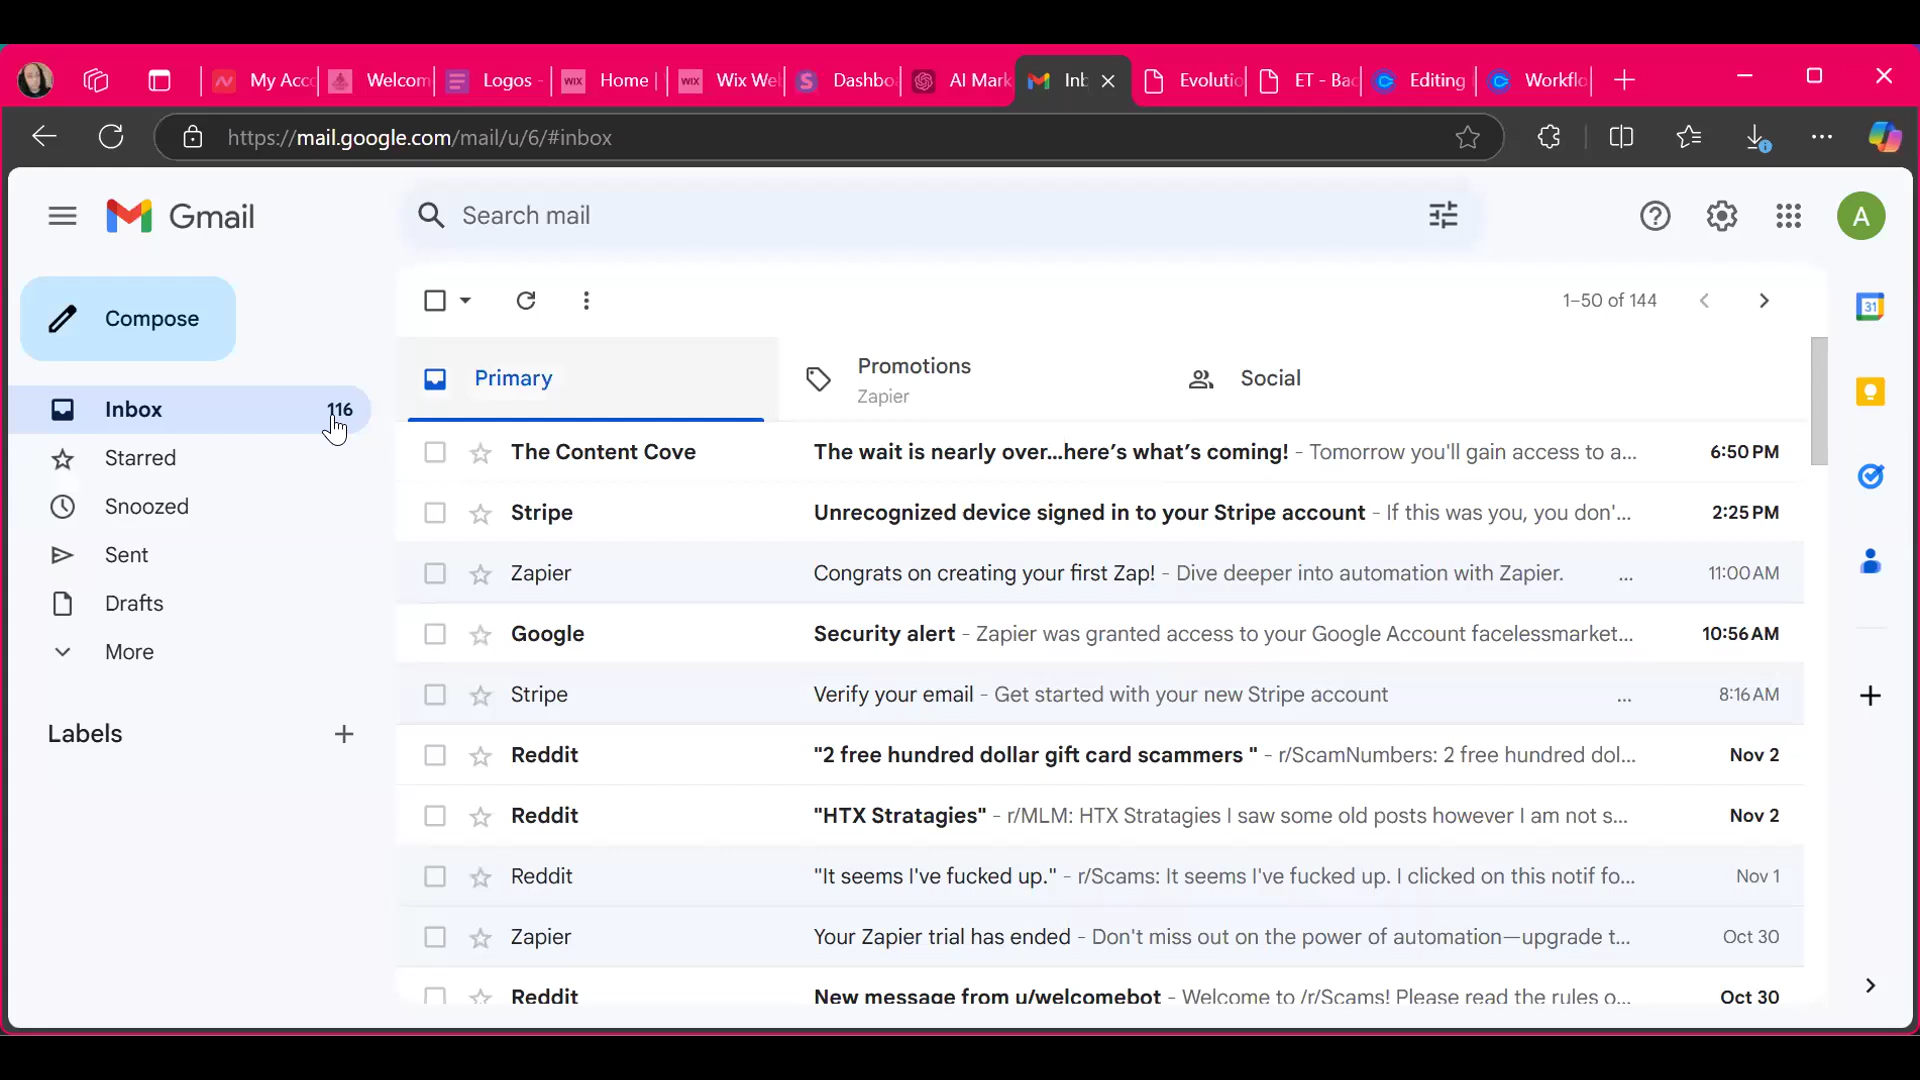 My Acco
Welcom
Logos -
WIX
Home |
WIX
Wix We
S
Dashbo
AI Mark
Inb
Evolutio
ET - Bac
Editing
Workflo
https://mail.google.com/mail/u/6/#inbox
Gmail
Search mail
A
Compose
1–50 of 144
31
Primary
Promotions
Zapier
Social
Inbox 116
Starred
Snoozed
Sent
Drafts
More
Labels
The Content Cove The wait is nearly over...here’s what’s coming! - Tomorrow you'll gain access to a... 6:50 PM
Stripe Unrecognized device signed in to your Stripe account - If this was you, you don'... 2:25 PM
Zapier Congrats on creating your first Zap! - Dive deeper into automation with Zapier. ... 11:00 AM
Google Security alert - Zapier was granted access to your Google Account facelessmarket... 10:56 AM
Stripe Verify your email - Get started with your new Stripe account ... 8:16 AM
Reddit "2 free hundred dollar gift card scammers " - r/ScamNumbers: 2 free hundred dol... Nov 2
Reddit "HTX Stratagies" - r/MLM: HTX Stratagies I saw some old posts however I am not s... Nov 2
Reddit "It seems I've fucked up." - r/Scams: It seems I've fucked up. I clicked on this notif fo... Nov 1
Zapier Your Zapier trial has ended - Don't miss out on the power of automation—upgrade t... Oct 30
Reddit New message from u/welcomebot - Welcome to /r/Scams! Please read the rules o... Oct 30